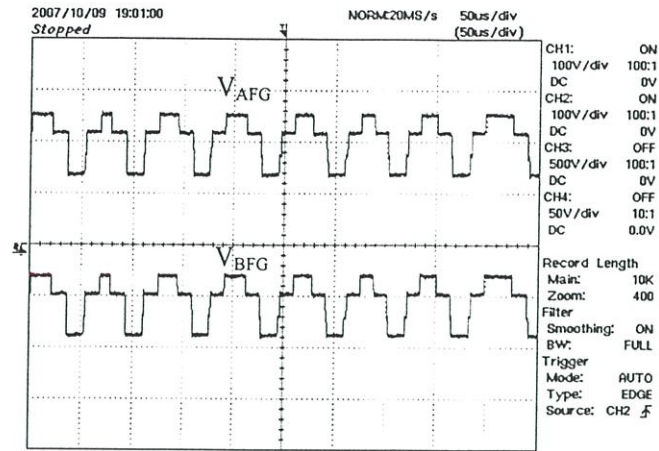 2007/10/09 19:01:00
Stopped
NORM:20MS/s
50us/div
(50us/div)
V_AFG
V_BFG
CH1: ON
100V/div 100:1
DC 0V
CH2: ON
100V/div 100:1
DC 0V
CH3: OFF
500V/div 100:1
DC 0V
CH4: OFF
50V/div 10:1
DC 0.0V
Record Length
Main: 10K
Zoom: 400
Filter
Smoothing: ON
BW: FULL
Trigger
Mode: AUTO
Type: EDGE
Source: CH2